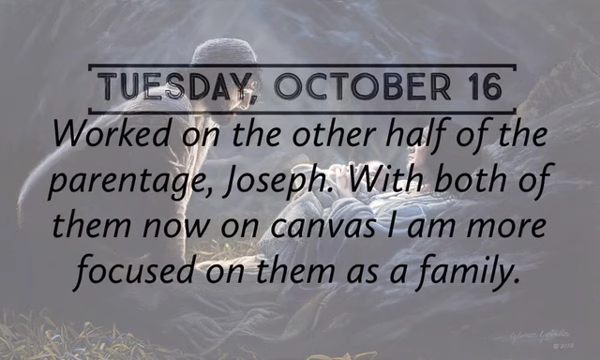 TUESDAY, OCTOBER 16
Worked on the other half of the
parentage, Joseph. With both of
them now on canvas I am more
focused on them as a family.